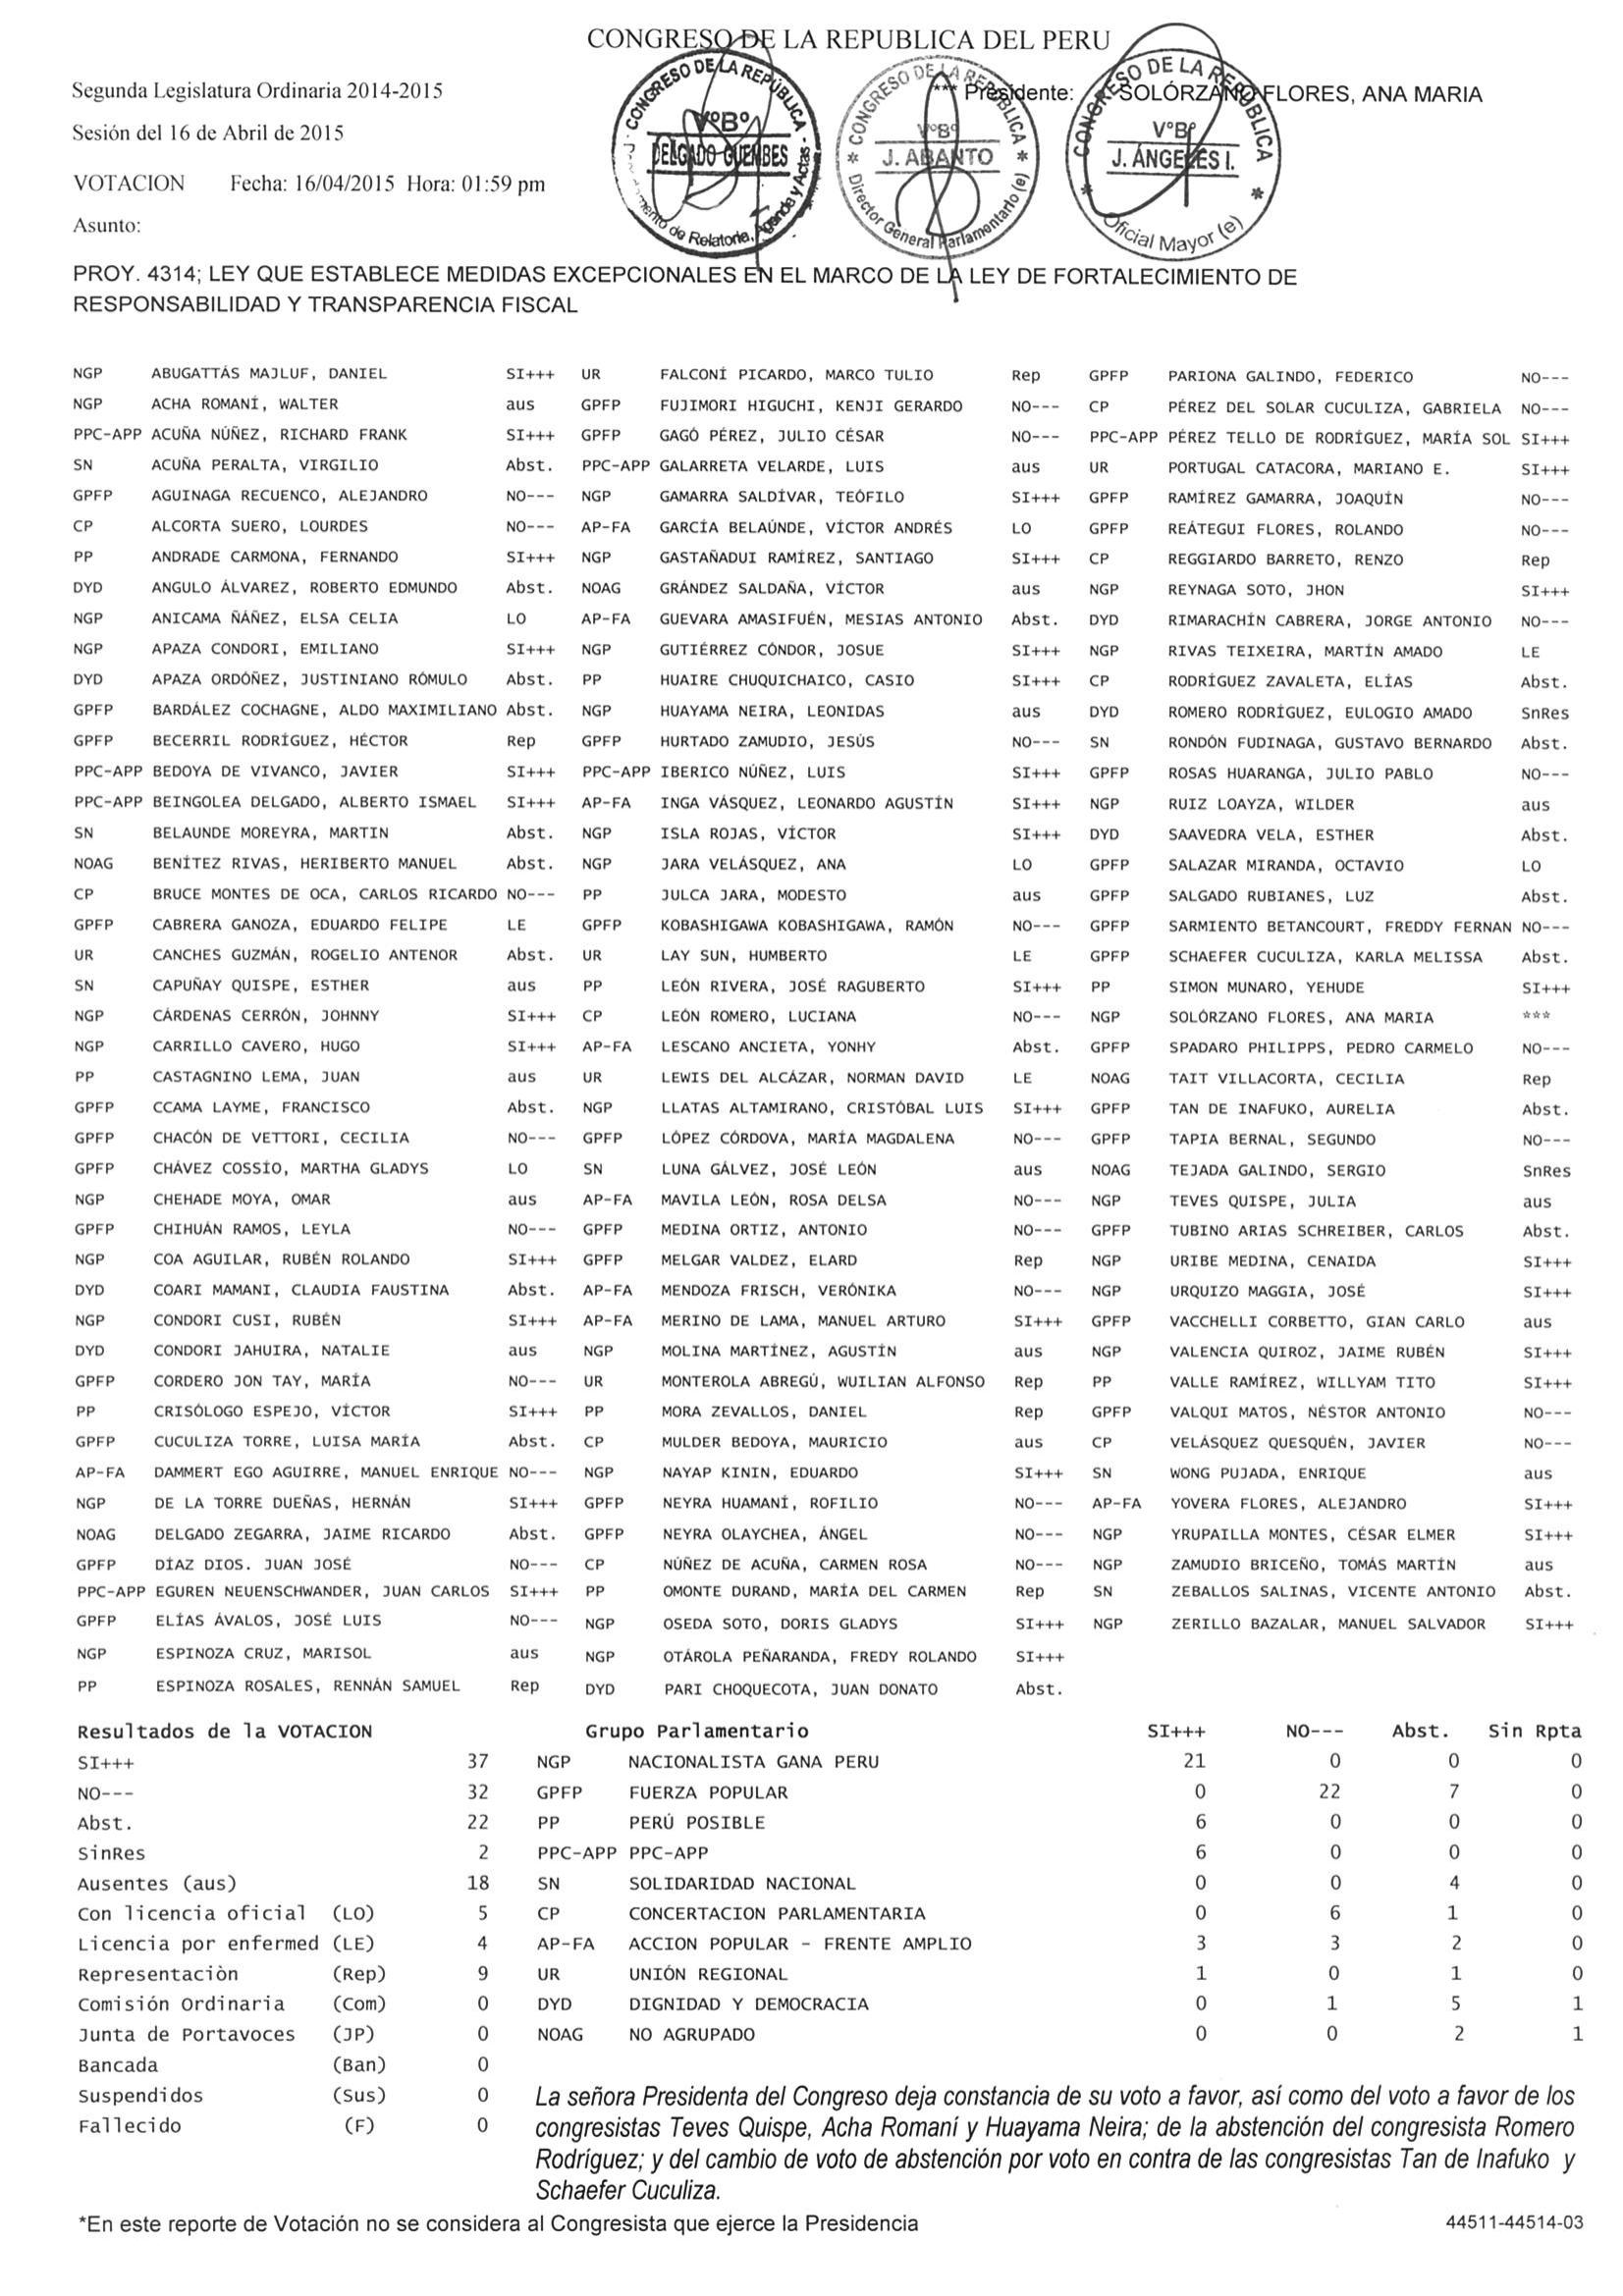 CONGRESO DE LA REPUBLICA DEL PERU
Segunda Legislatura Ordinaria 2014-2015
*** Presidente: SOLÓRZANO FLORES, ANA MARIA
Sesión del 16 de Abril de 2015
VOTACION Fecha: 16/04/2015 Hora: 01:59 pm
Asunto:
CONGRESO DE LA REPÚBLICA
VºBº
DELGADO GUEMBES
de Relatoria, Agenda y Actas
CONGRESO DE LA REPÚBLICA
VºBº
J. ABANTO
Director General Parlamentario (e)
CONGRESO DE LA REPÚBLICA
VºBº
J. ÁNGELES I.
Oficial Mayor (e)
PROY. 4314; LEY QUE ESTABLECE MEDIDAS EXCEPCIONALES EN EL MARCO DE LA LEY DE FORTALECIMIENTO DE
RESPONSABILIDAD Y TRANSPARENCIA FISCAL
NGP ABUGATTÁS MAJLUF, DANIEL SI+++ UR FALCONÍ PICARDO, MARCO TULIO Rep GPFP PARIONA GALINDO, FEDERICO NO---
NGP ACHA ROMANÍ, WALTER aus GPFP FUJIMORI HIGUCHI, KENJI GERARDO NO--- CP PÉREZ DEL SOLAR CUCULIZA, GABRIELA NO---
PPC-APP ACUÑA NÚÑEZ, RICHARD FRANK SI+++ GPFP GAGÓ PÉREZ, JULIO CÉSAR NO--- PPC-APP PÉREZ TELLO DE RODRÍGUEZ, MARÍA SOL SI+++
SN ACUÑA PERALTA, VIRGILIO Abst. PPC-APP GALARRETA VELARDE, LUIS aus UR PORTUGAL CATACORA, MARIANO E. SI+++
GPFP AGUINAGA RECUENCO, ALEJANDRO NO--- NGP GAMARRA SALDÍVAR, TEÓFILO SI+++ GPFP RAMÍREZ GAMARRA, JOAQUÍN NO---
CP ALCORTA SUERO, LOURDES NO--- AP-FA GARCÍA BELAÚNDE, VÍCTOR ANDRÉS LO GPFP REÁTEGUI FLORES, ROLANDO NO---
PP ANDRADE CARMONA, FERNANDO SI+++ NGP GASTAÑADUI RAMÍREZ, SANTIAGO SI+++ CP REGGIARDO BARRETO, RENZO Rep
DYD ANGULO ÁLVAREZ, ROBERTO EDMUNDO Abst. NOAG GRÁNDEZ SALDAÑA, VÍCTOR aus NGP REYNAGA SOTO, JHON SI+++
NGP ANICAMA ÑÁÑEZ, ELSA CELIA LO AP-FA GUEVARA AMASIFUÉN, MESIAS ANTONIO Abst. DYD RIMARACHÍN CABRERA, JORGE ANTONIO NO---
NGP APAZA CONDORI, EMILIANO SI+++ NGP GUTIÉRREZ CÓNDOR, JOSUE SI+++ NGP RIVAS TEIXEIRA, MARTÍN AMADO LE
DYD APAZA ORDÓÑEZ, JUSTINIANO RÓMULO Abst. PP HUAIRE CHUQUICHAICO, CASIO SI+++ CP RODRÍGUEZ ZAVALETA, ELÍAS Abst.
GPFP BARDÁLEZ COCHAGNE, ALDO MAXIMILIANO Abst. NGP HUAYAMA NEIRA, LEONIDAS aus DYD ROMERO RODRÍGUEZ, EULOGIO AMADO SnRes
GPFP BECERRIL RODRÍGUEZ, HÉCTOR Rep GPFP HURTADO ZAMUDIO, JESÚS NO--- SN RONDÓN FUDINAGA, GUSTAVO BERNARDO Abst.
PPC-APP BEDOYA DE VIVANCO, JAVIER SI+++ PPC-APP IBERICO NÚÑEZ, LUIS SI+++ GPFP ROSAS HUARANGA, JULIO PABLO NO---
PPC-APP BEINGOLEA DELGADO, ALBERTO ISMAEL SI+++ AP-FA INGA VÁSQUEZ, LEONARDO AGUSTÍN SI+++ NGP RUIZ LOAYZA, WILDER aus
SN BELAUNDE MOREYRA, MARTIN Abst. NGP ISLA ROJAS, VÍCTOR SI+++ DYD SAAVEDRA VELA, ESTHER Abst.
NOAG BENÍTEZ RIVAS, HERIBERTO MANUEL Abst. NGP JARA VELÁSQUEZ, ANA LO GPFP SALAZAR MIRANDA, OCTAVIO LO
CP BRUCE MONTES DE OCA, CARLOS RICARDO NO--- PP JULCA JARA, MODESTO aus GPFP SALGADO RUBIANES, LUZ Abst.
GPFP CABRERA GANOZA, EDUARDO FELIPE LE GPFP KOBASHIGAWA KOBASHIGAWA, RAMÓN NO--- GPFP SARMIENTO BETANCOURT, FREDDY FERNAN NO---
UR CANCHES GUZMÁN, ROGELIO ANTENOR Abst. UR LAY SUN, HUMBERTO LE GPFP SCHAEFER CUCULIZA, KARLA MELISSA Abst.
SN CAPUÑAY QUISPE, ESTHER aus PP LEÓN RIVERA, JOSÉ RAGUBERTO SI+++ PP SIMON MUNARO, YEHUDE SI+++
NGP CÁRDENAS CERRÓN, JOHNNY SI+++ CP LEÓN ROMERO, LUCIANA NO--- NGP SOLÓRZANO FLORES, ANA MARIA ***
NGP CARRILLO CAVERO, HUGO SI+++ AP-FA LESCANO ANCIETA, YONHY Abst. GPFP SPADARO PHILIPPS, PEDRO CARMELO NO---
PP CASTAGNINO LEMA, JUAN aus UR LEWIS DEL ALCÁZAR, NORMAN DAVID LE NOAG TAIT VILLACORTA, CECILIA Rep
GPFP CCAMA LAYME, FRANCISCO Abst. NGP LLATAS ALTAMIRANO, CRISTÓBAL LUIS SI+++ GPFP TAN DE INAFUKO, AURELIA Abst.
GPFP CHACÓN DE VETTORI, CECILIA NO--- GPFP LÓPEZ CÓRDOVA, MARÍA MAGDALENA NO--- GPFP TAPIA BERNAL, SEGUNDO NO---
GPFP CHÁVEZ COSSÍO, MARTHA GLADYS LO SN LUNA GÁLVEZ, JOSÉ LEÓN aus NOAG TEJADA GALINDO, SERGIO SnRes
NGP CHEHADE MOYA, OMAR aus AP-FA MAVILA LEÓN, ROSA DELSA NO--- NGP TEVES QUISPE, JULIA aus
GPFP CHIHUÁN RAMOS, LEYLA NO--- GPFP MEDINA ORTIZ, ANTONIO NO--- GPFP TUBINO ARIAS SCHREIBER, CARLOS Abst.
NGP COA AGUILAR, RUBÉN ROLANDO SI+++ GPFP MELGAR VALDEZ, ELARD Rep NGP URIBE MEDINA, CENAIDA SI+++
DYD COARI MAMANI, CLAUDIA FAUSTINA Abst. AP-FA MENDOZA FRISCH, VERÓNIKA NO--- NGP URQUIZO MAGGIA, JOSÉ SI+++
NGP CONDORI CUSI, RUBÉN SI+++ AP-FA MERINO DE LAMA, MANUEL ARTURO SI+++ GPFP VACCHELLI CORBETTO, GIAN CARLO aus
DYD CONDORI JAHUIRA, NATALIE aus NGP MOLINA MARTÍNEZ, AGUSTÍN aus NGP VALENCIA QUIROZ, JAIME RUBÉN SI+++
GPFP CORDERO JON TAY, MARÍA NO--- UR MONTEROLA ABREGÚ, WUILIAN ALFONSO Rep PP VALLE RAMÍREZ, WILLYAM TITO SI+++
PP CRISÓLOGO ESPEJO, VÍCTOR SI+++ PP MORA ZEVALLOS, DANIEL Rep GPFP VALQUI MATOS, NÉSTOR ANTONIO NO---
GPFP CUCULIZA TORRE, LUISA MARÍA Abst. CP MULDER BEDOYA, MAURICIO aus CP VELÁSQUEZ QUESQUÉN, JAVIER NO---
AP-FA DAMMERT EGO AGUIRRE, MANUEL ENRIQUE NO--- NGP NAYAP KININ, EDUARDO SI+++ SN WONG PUJADA, ENRIQUE aus
NGP DE LA TORRE DUEÑAS, HERNÁN SI+++ GPFP NEYRA HUAMANÍ, ROFILIO NO--- AP-FA YOVERA FLORES, ALEJANDRO SI+++
NOAG DELGADO ZEGARRA, JAIME RICARDO Abst. GPFP NEYRA OLAYCHEA, ÁNGEL NO--- NGP YRUPAILLA MONTES, CÉSAR ELMER SI+++
GPFP DÍAZ DIOS. JUAN JOSÉ NO--- CP NÚÑEZ DE ACUÑA, CARMEN ROSA NO--- NGP ZAMUDIO BRICEÑO, TOMÁS MARTÍN aus
PPC-APP EGUREN NEUENSCHWANDER, JUAN CARLOS SI+++ PP OMONTE DURAND, MARÍA DEL CARMEN Rep SN ZEBALLOS SALINAS, VICENTE ANTONIO Abst.
GPFP ELÍAS ÁVALOS, JOSÉ LUIS NO--- NGP OSEDA SOTO, DORIS GLADYS SI+++ NGP ZERILLO BAZALAR, MANUEL SALVADOR SI+++
NGP ESPINOZA CRUZ, MARISOL aus NGP OTÁROLA PEÑARANDA, FREDY ROLANDO SI+++
PP ESPINOZA ROSALES, RENNÁN SAMUEL Rep DYD PARI CHOQUECOTA, JUAN DONATO Abst.
Resultados de la VOTACION Grupo Parlamentario SI+++ NO--- Abst. Sin Rpta
SI+++ 37 NGP NACIONALISTA GANA PERU 21 0 0 0
NO--- 32 GPFP FUERZA POPULAR 0 22 7 0
Abst. 22 PP PERÚ POSIBLE 6 0 0 0
SinRes 2 PPC-APP PPC-APP 6 0 0 0
Ausentes (aus) 18 SN SOLIDARIDAD NACIONAL 0 0 4 0
Con licencia oficial (LO) 5 CP CONCERTACION PARLAMENTARIA 0 6 1 0
Licencia por enfermed (LE) 4 AP-FA ACCION POPULAR - FRENTE AMPLIO 3 3 2 0
Representaciòn (Rep) 9 UR UNIÓN REGIONAL 1 0 1 0
Comisión Ordinaria (Com) 0 DYD DIGNIDAD Y DEMOCRACIA 0 1 5 1
Junta de Portavoces (JP) 0 NOAG NO AGRUPADO 0 0 2 1
Bancada (Ban) 0
Suspendidos (Sus) 0
Fallecido (F) 0
La señora Presidenta del Congreso deja constancia de su voto a favor, así como del voto a favor de los
congresistas Teves Quispe, Acha Romaní y Huayama Neira; de la abstención del congresista Romero
Rodríguez; y del cambio de voto de abstención por voto en contra de las congresistas Tan de Inafuko y
Schaefer Cuculiza.
*En este reporte de Votación no se considera al Congresista que ejerce la Presidencia
44511-44514-03